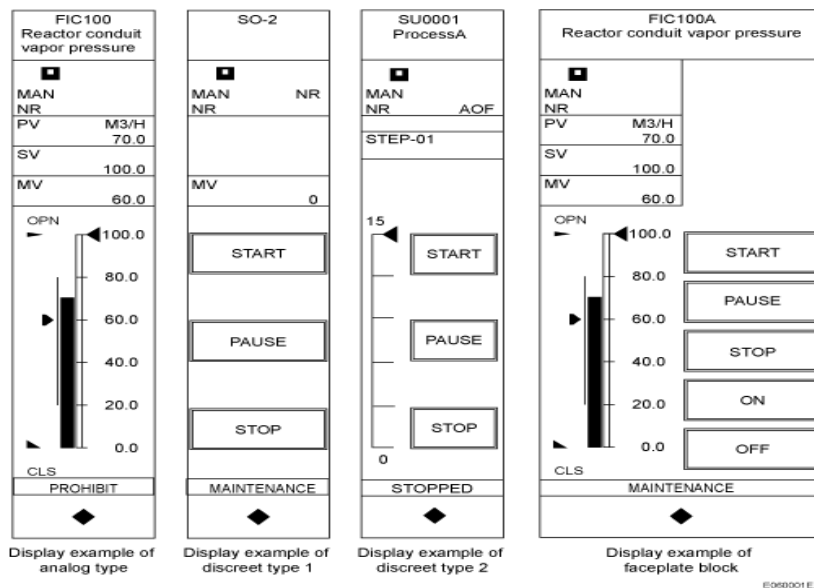 FIC100
Reactor conduit
vapor pressure
MAN
NR
PV M3/H
70.0
SV
100.0
MV
60.0
OPN
100.0
80.0
60.0
40.0
20.0
0.0
CLS
PROHIBIT
Display example of
analog type
SO-2
MAN NR
NR
MV
0
START
PAUSE
STOP
MAINTENANCE
Display example of
discreet type 1
SU0001
ProcessA
MAN
NR AOF
STEP-01
15
START
PAUSE
STOP
0
STOPPED
Display example of
discreet type 2
FIC100A
Reactor conduit vapor pressure
MAN
NR
PV M3/H
70.0
SV
100.0
MV
60.0
OPN
100.0
80.0
60.0
40.0
20.0
0.0
CLS
START
PAUSE
STOP
ON
OFF
MAINTENANCE
Display example of
faceplate block
E060001E